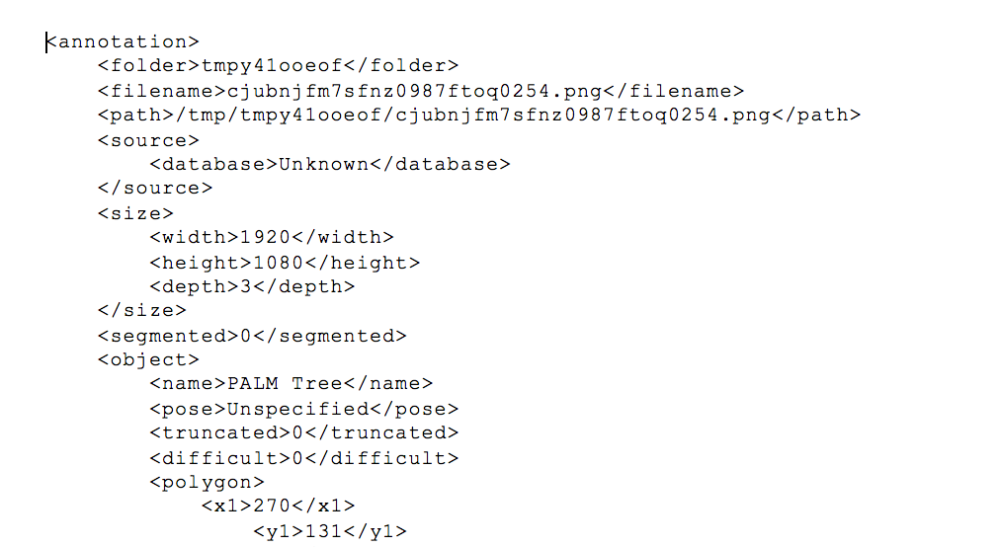 <annotation>
<folder>tmpy41ooeof</folder>
<filename>cjubnjfm7sfnz0987ftoq0254.png</filename>
<path>/tmp/tmpy41ooeof/cjubnjfm7sfnz0987ftoq0254.png</path>
<source>
<database>Unknown</database>
</source>
<size>
<width>1920</width>
<height>1080</height>
<depth>3</depth>
</size>
<segmented>0</segmented>
<object>
<name>PALM Tree</name>
<pose>Unspecified</pose>
<truncated>0</truncated>
<difficult>0</difficult>
<polygon>
<x1>270</x1>
<y1>131</y1>